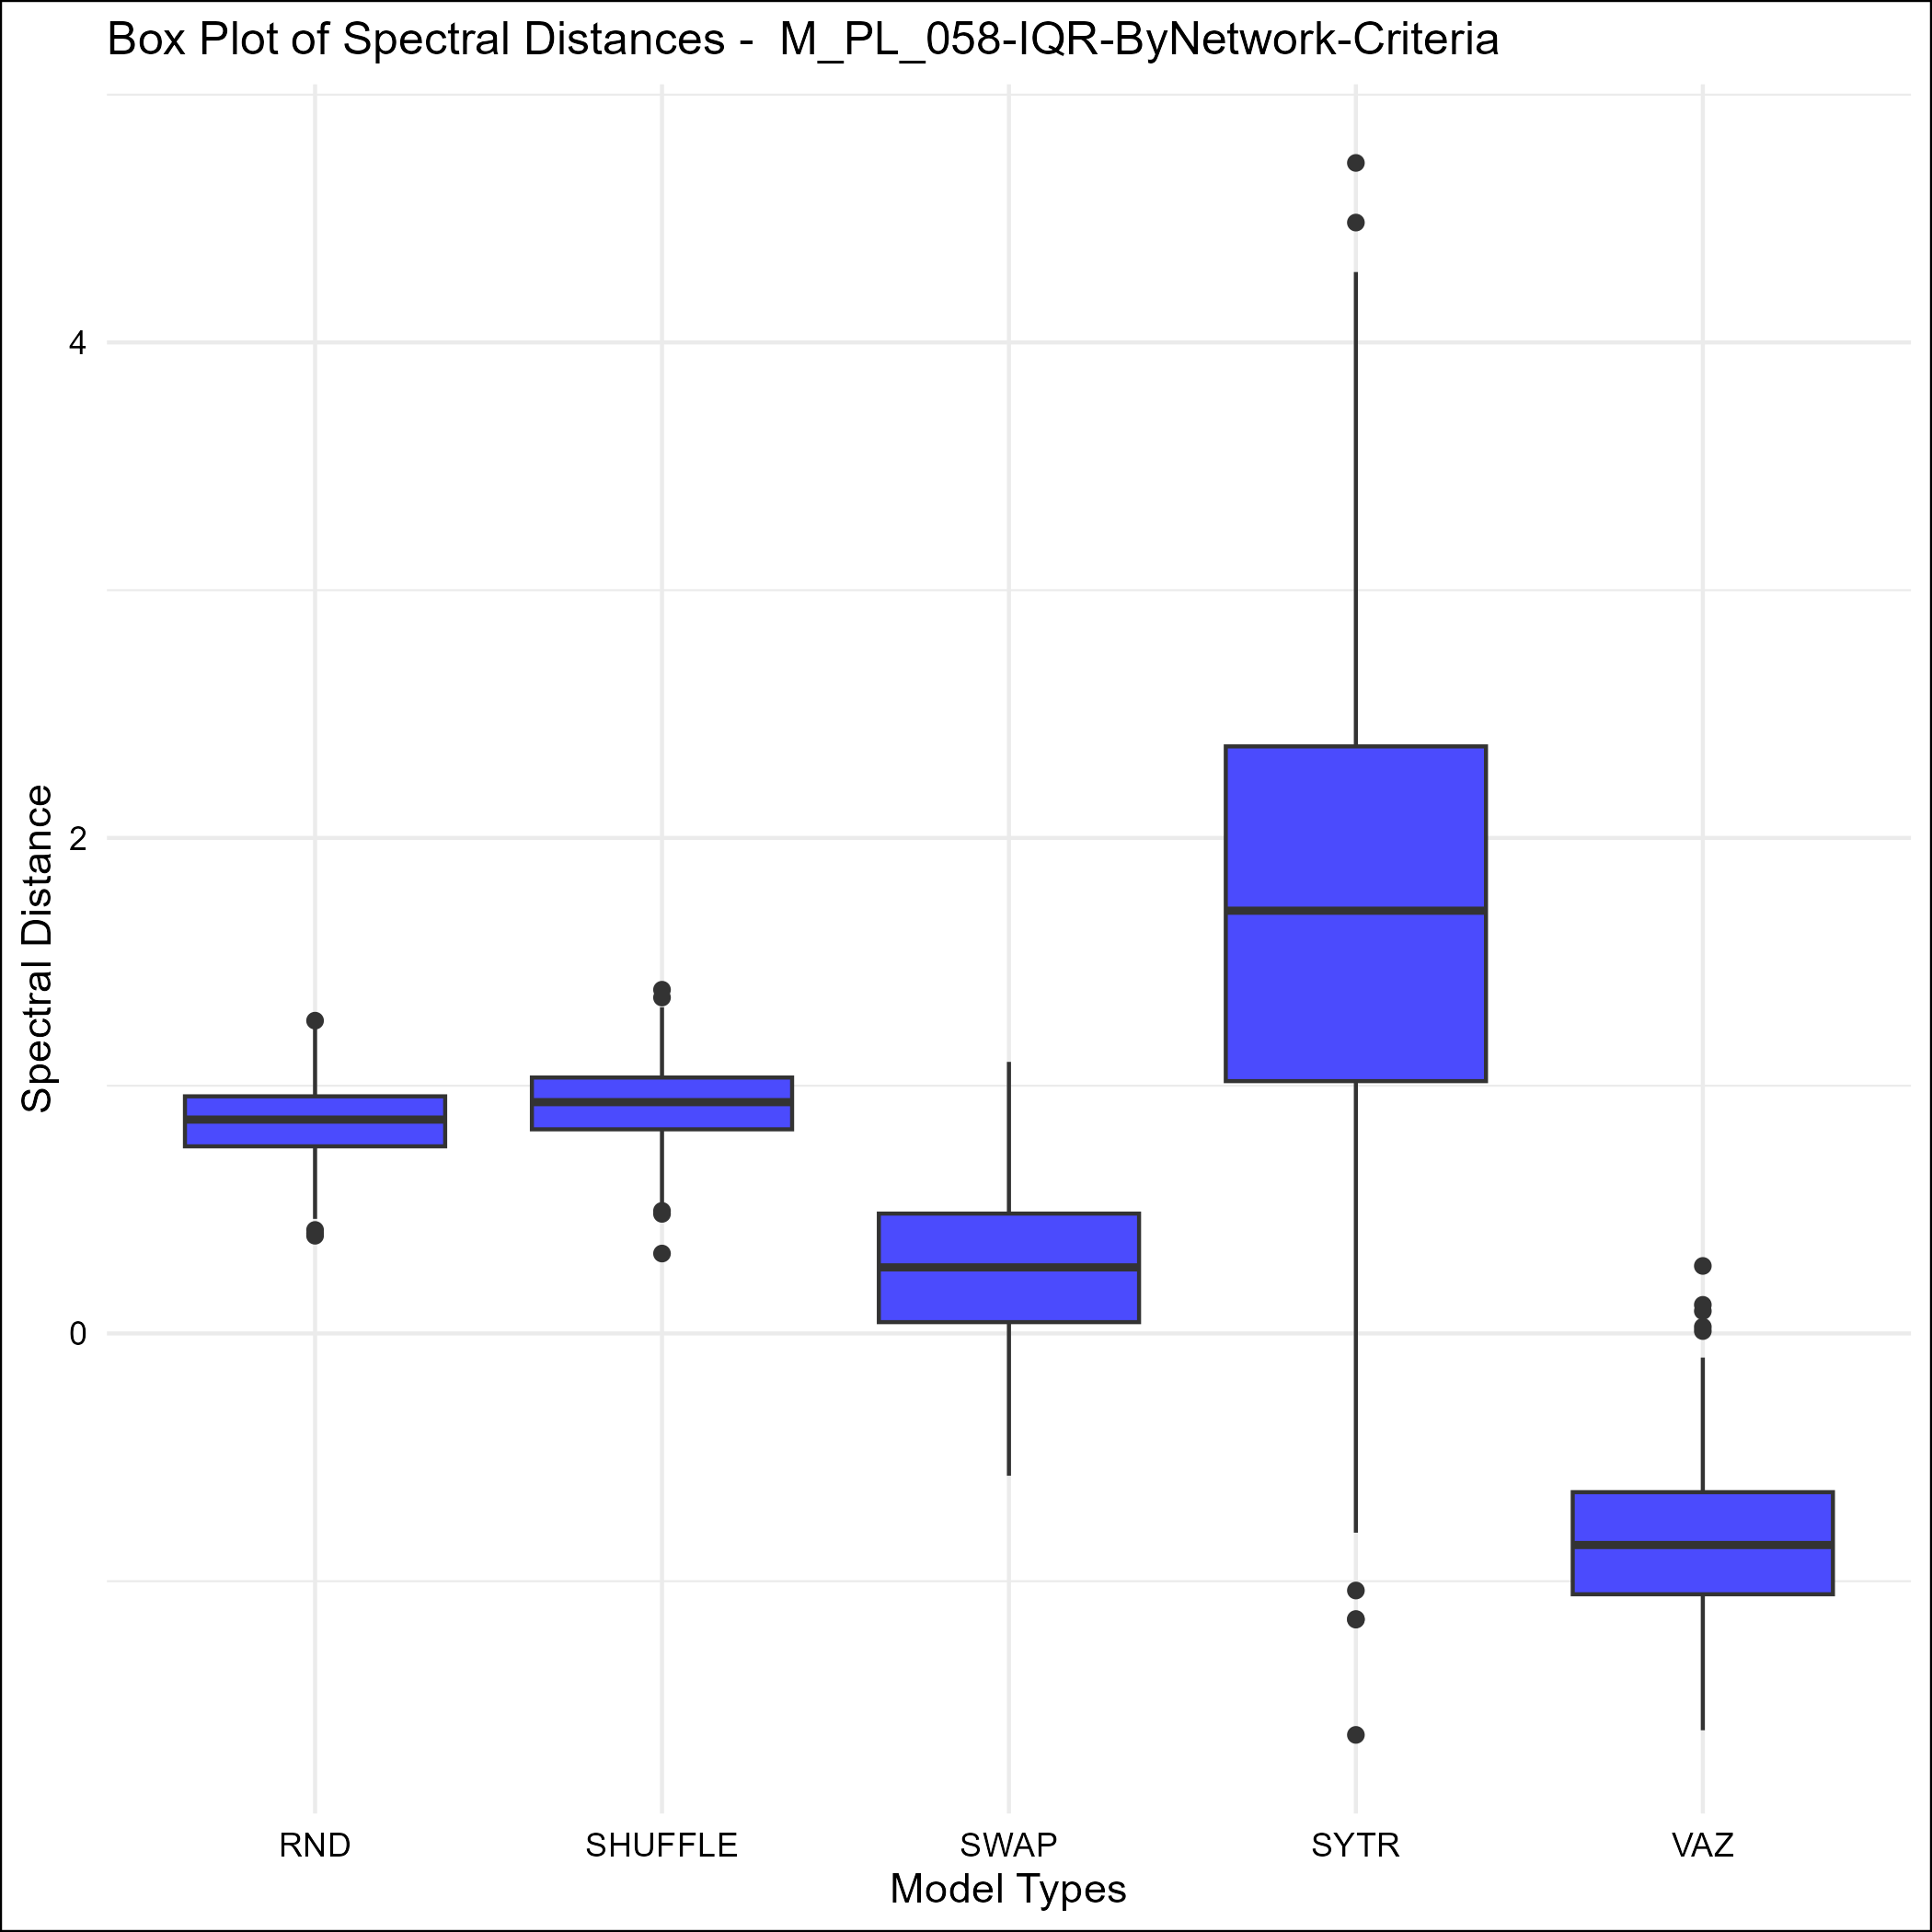 Box Plot of Spectral Distances -  M_PL_058-IQR-ByNetwork-Criteria
Spectral Distance
4
2
0
RND SHUFFLE SWAP SYTR VAZ
Model Types